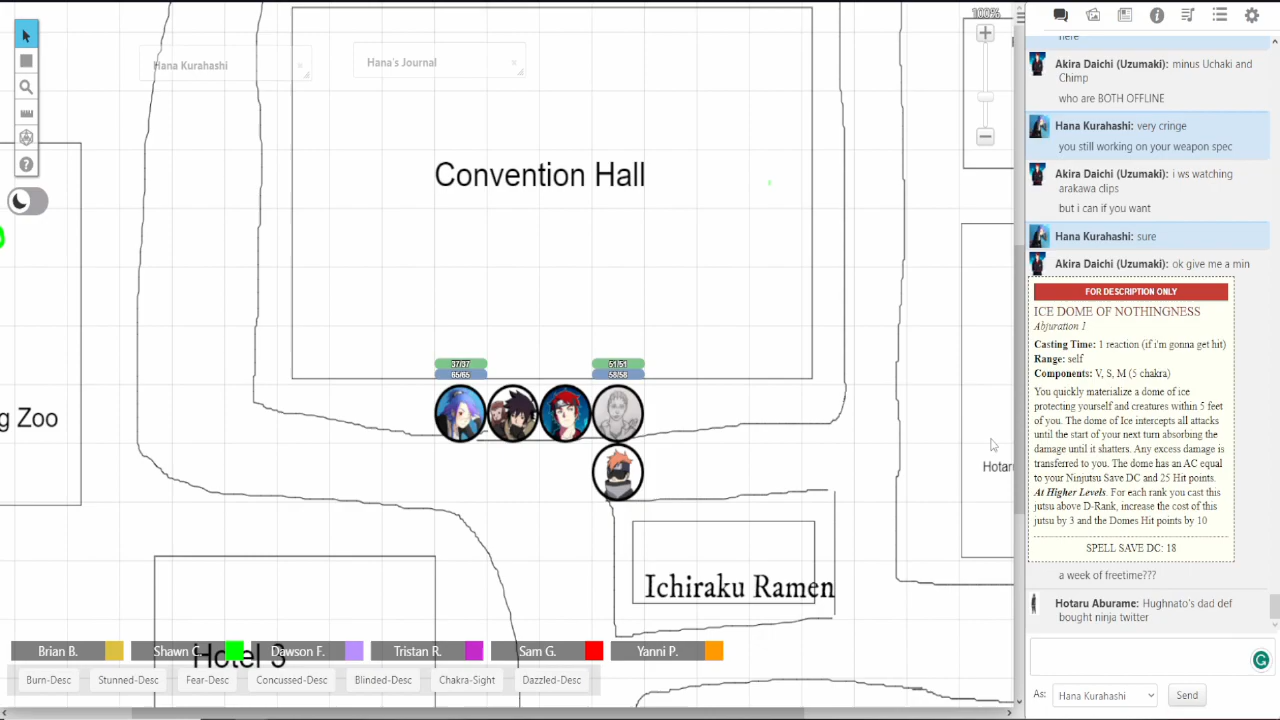 100%
Hana Kurahashi
Hana's Journal
Convention Hall
g Zoo
37/37
65/65
51/51
58/58
Hotaru
Ichiraku Ramen
Hotel 3
Brian B.
Shawn C.
Dawson F.
Tristan R.
Sam G.
Yanni P.
Burn-Desc
Stunned-Desc
Fear-Desc
Concussed-Desc
Blinded-Desc
Chakra-Sight
Dazzled-Desc
here
Akira Daichi (Uzumaki): minus Uchaki and
Chimp
who are BOTH OFFLINE
Hana Kurahashi: very cringe
you still working on your weapon spec
Akira Daichi (Uzumaki): i ws watching
arakawa clips
but i can if you want
Hana Kurahashi: sure
Akira Daichi (Uzumaki): ok give me a min
FOR DESCRIPTION ONLY
ICE DOME OF NOTHINGNESS
Abjuration 1
Casting Time: 1 reaction (if i'm gonna get hit)
Range: self
Components: V, S, M (5 chakra)
You quickly materialize a dome of ice
protecting yourself and creatures within 5 feet
of you. The dome of Ice intercepts all attacks
until the start of your next turn absorbing the
damage until it shatters. Any excess damage is
transferred to you. The dome has an AC equal
to your Ninjutsu Save DC and 25 Hit points.
At Higher Levels. For each rank you cast this
jutsu above D-Rank, increase the cost of this
jutsu by 3 and the Domes Hit points by 10
SPELL SAVE DC: 18
a week of freetime???
Hotaru Aburame: Hughnato's dad def
bought ninja twitter
As:
Hana Kurahashi
Send